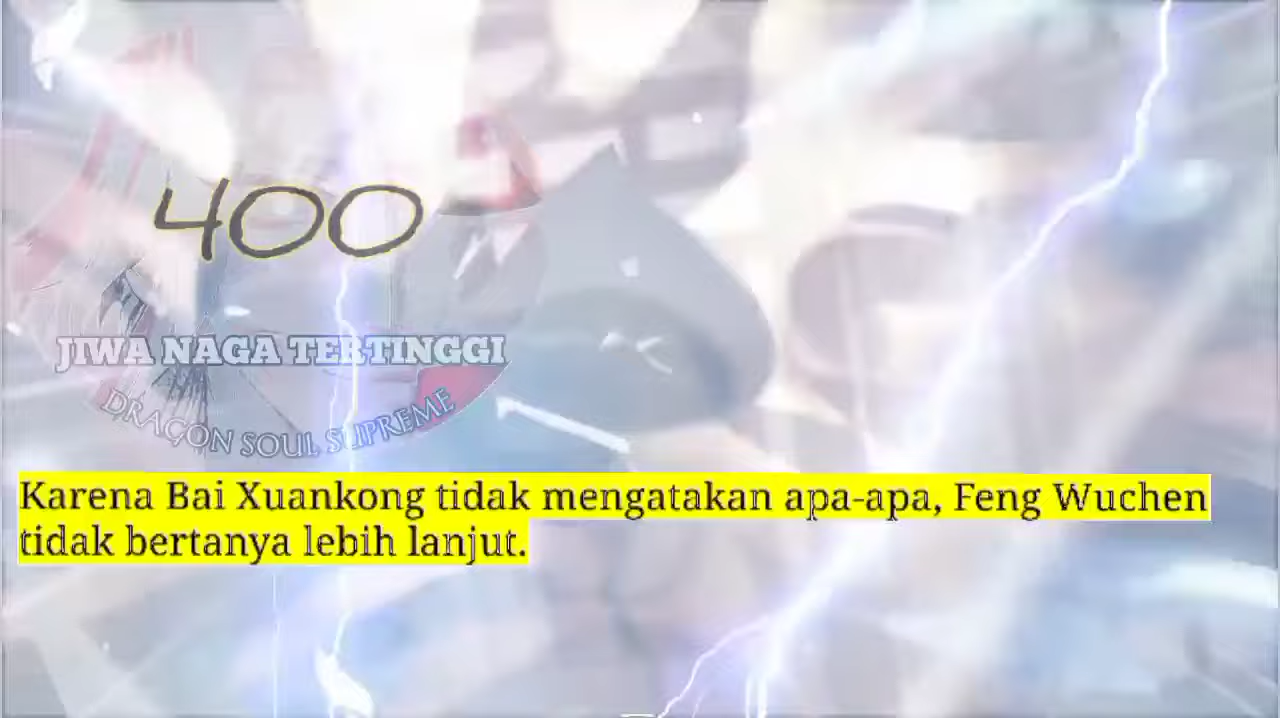 400
JIWA NAGA TERTINGGI
DRAGON SOUL SUPREME
Karena Bai Xuankong tidak mengatakan apa-apa, Feng Wuchen
tidak bertanya lebih lanjut.